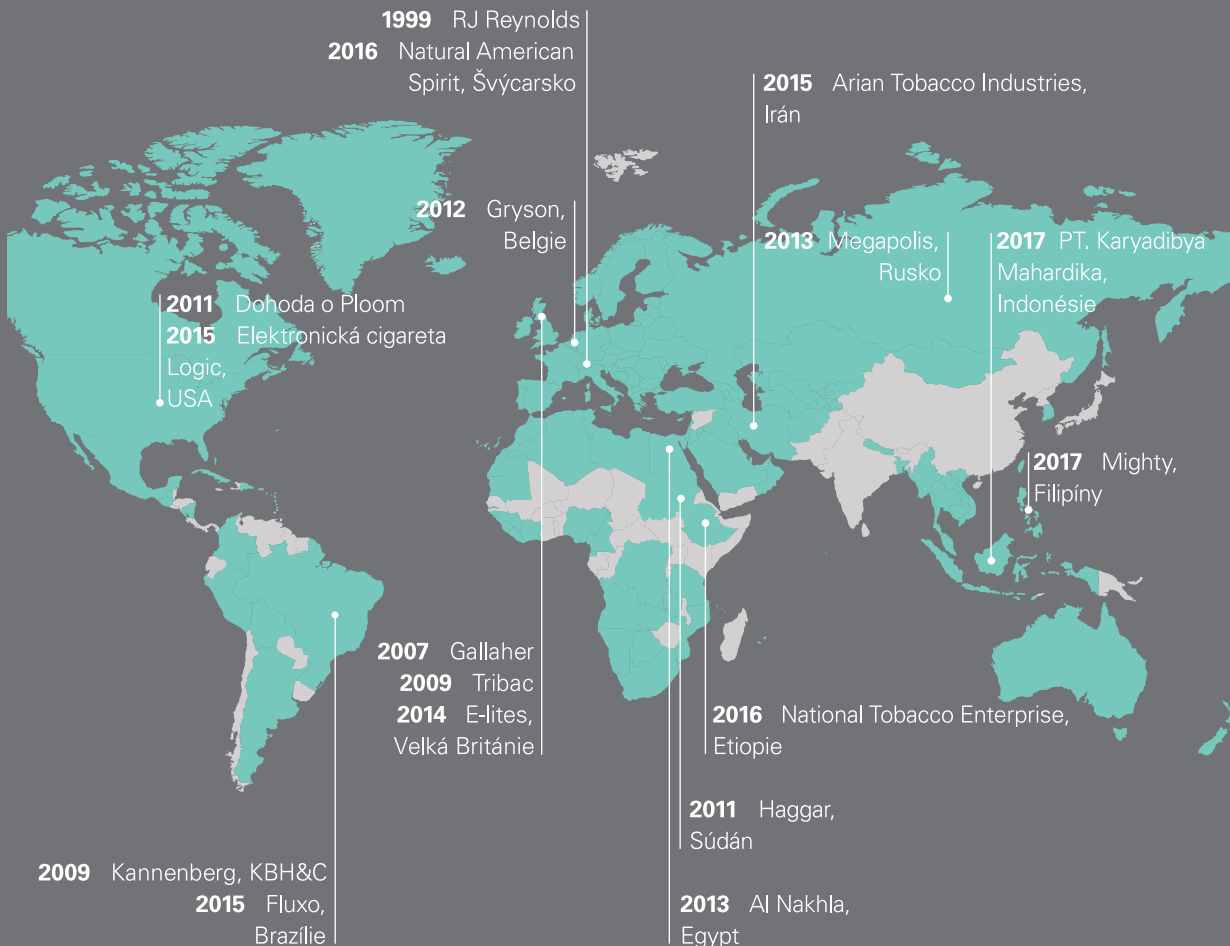 1999 RJ Reynolds
2016 Natural American
Spirit, Švýcarsko
2015 Arian Tobacco Industries,
Irán
2012 Gryson,
Belgie
2013 Megapolis,
Rusko
2017 PT. Karyadibya
Mahardika,
Indonésie
2011 Dohoda o Ploom
2015 Elektronická cigareta
Logic,
USA
2017 Mighty,
Filipíny
2007 Gallaher
2009 Tribac
2014 E-lites,
Velká Británie
2016 National Tobacco Enterprise,
Etiopie
2011 Haggar,
Súdán
2009 Kannenberg, KBH&C
2015 Fluxo,
Brazílie
2013 Al Nakhla,
Egypt